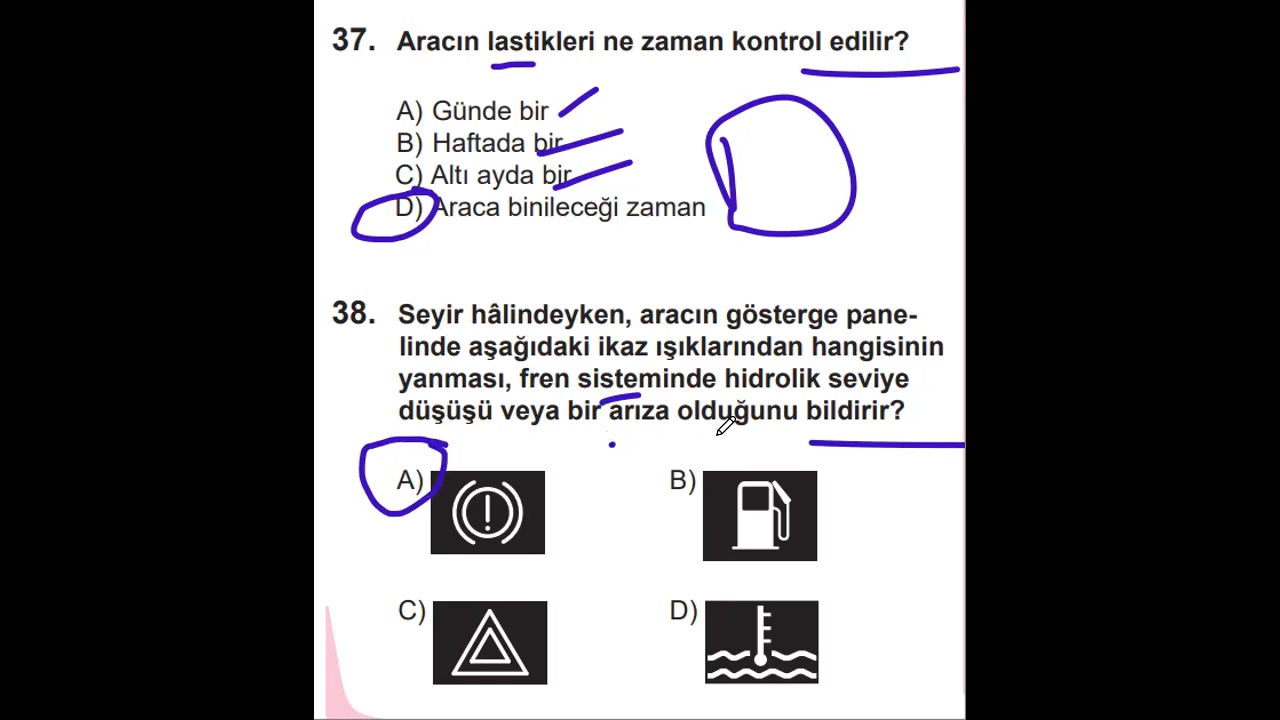 37. Aracın lastikleri ne zaman kontrol edilir?
A) Günde bir
B) Haftada bir
C) Altı ayda bir
D) Araca binileceği zaman
38. Seyir hâlindeyken, aracın gösterge pane-
linde aşağıdaki ikaz ışıklarından hangisinin
yanması, fren sisteminde hidrolik seviye
düşüşü veya bir arıza olduğunu bildirir?
A) B)
C) D)